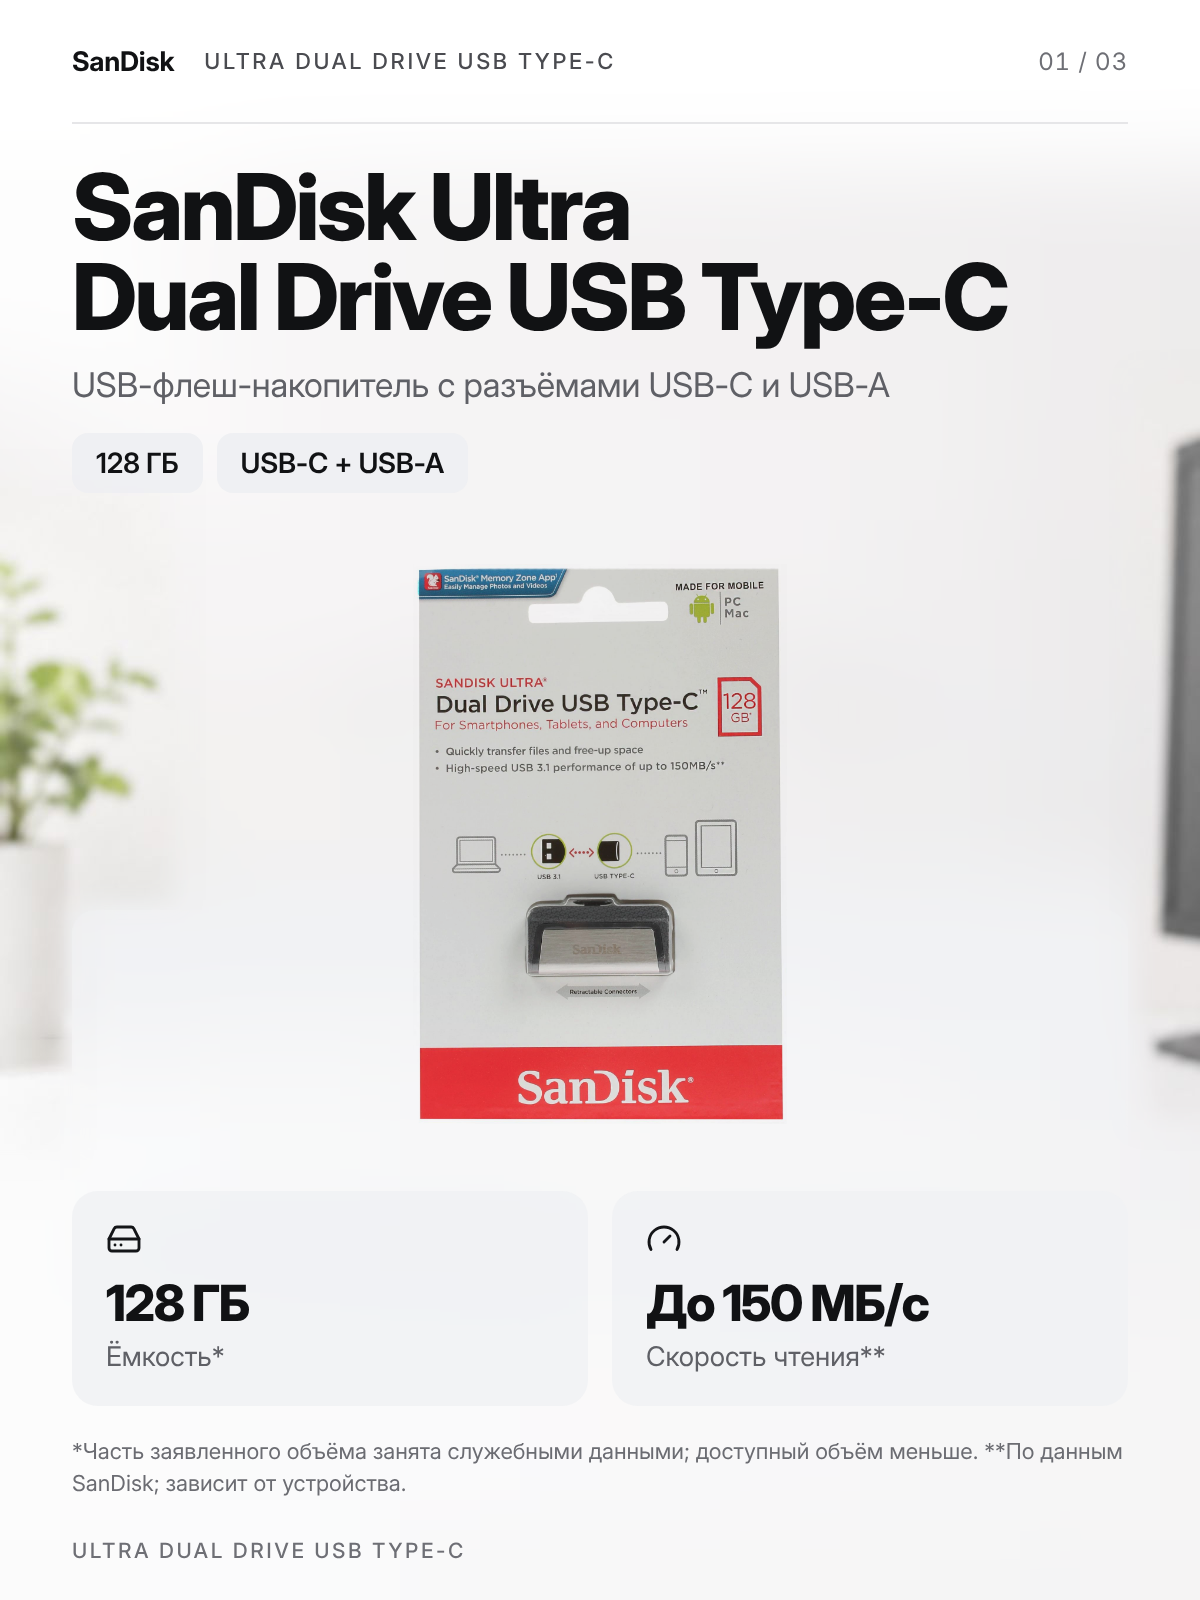 SanDisk ULTRA DUAL DRIVE USB TYPE-C 01 / 03
SanDisk Ultra
Dual Drive USB Type-C
USB-флеш-накопитель с разъёмами USB-C и USB-A
128 ГБ USB-C + USB-A
SanDisk® Memory Zone App
Easily Manage Photos and Videos
MADE FOR MOBILE
PC
Mac
SANDISK ULTRA®
Dual Drive USB Type-C™
For Smartphones, Tablets, and Computers
128
GB*
• Quickly transfer files and free-up space
• High-speed USB 3.1 performance of up to 150MB/s**
USB 3.1 USB TYPE-C
SanDisk
Retractable Connectors
SanDisk®
128 ГБ
Ёмкость*
До 150 МБ/с
Скорость чтения**
*Часть заявленного объёма занята служебными данными; доступный объём меньше. **По данным
SanDisk; зависит от устройства.
ULTRA DUAL DRIVE USB TYPE-C